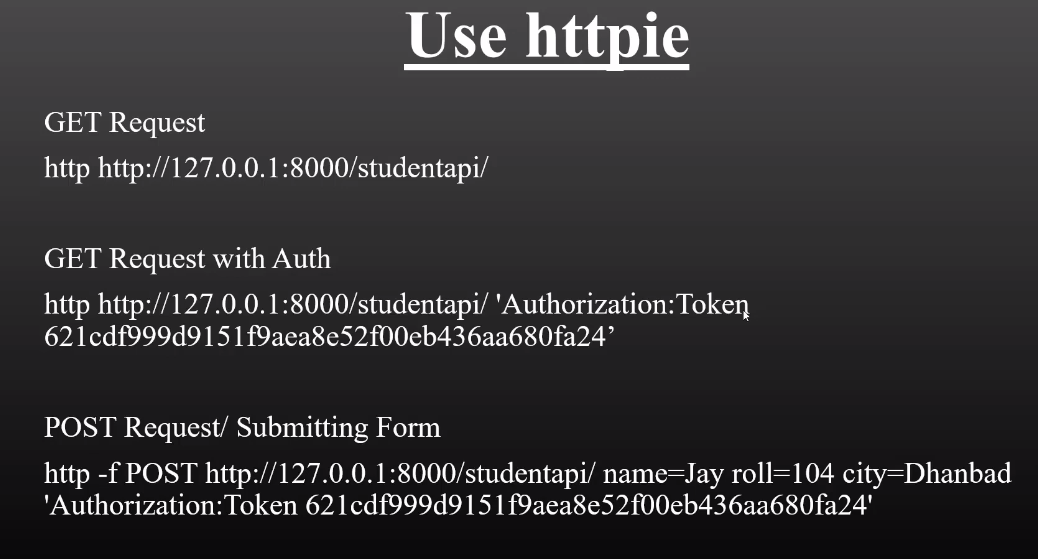 Use httpie
GET Request
http http://127.0.0.1:8000/studentapi/
GET Request with Auth
http http://127.0.0.1:8000/studentapi/ 'Authorization:Token
621cdf999d9151f9aea8e52f00eb436aa680fa24’
POST Request/ Submitting Form
http -f POST http://127.0.0.1:8000/studentapi/ name=Jay roll=104 city=Dhanbad
'Authorization:Token 621cdf999d9151f9aea8e52f00eb436aa680fa24'